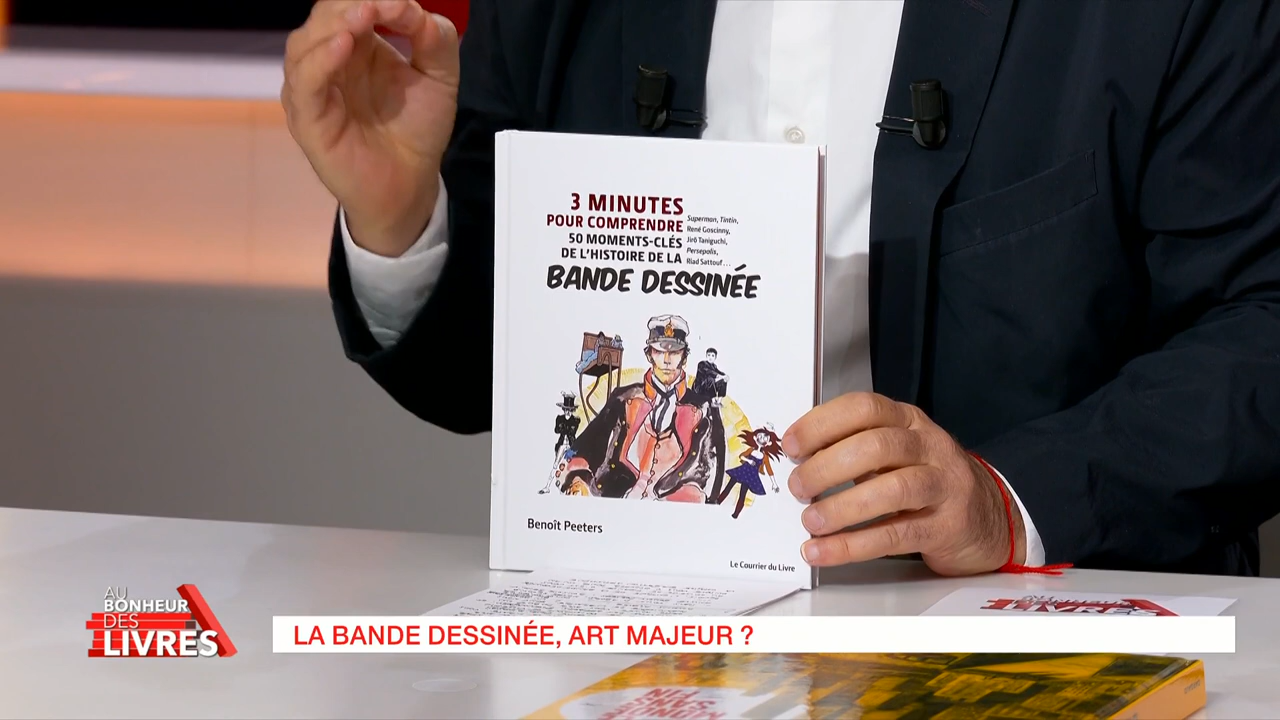 3 MINUTES
POUR COMPRENDRE
50 MOMENTS-CLÉS
DE L'HISTOIRE DE LA
BANDE DESSINÉE
Superman, Tintin,
René Goscinny,
Jirô Taniguchi,
Persepolis,
Riad Sattouf...
Benoît Peeters
Le Courrier du Livre
AU
BONHEUR
DES
LIVRES
LA BANDE DESSINÉE, ART MAJEUR ?
LIVRES